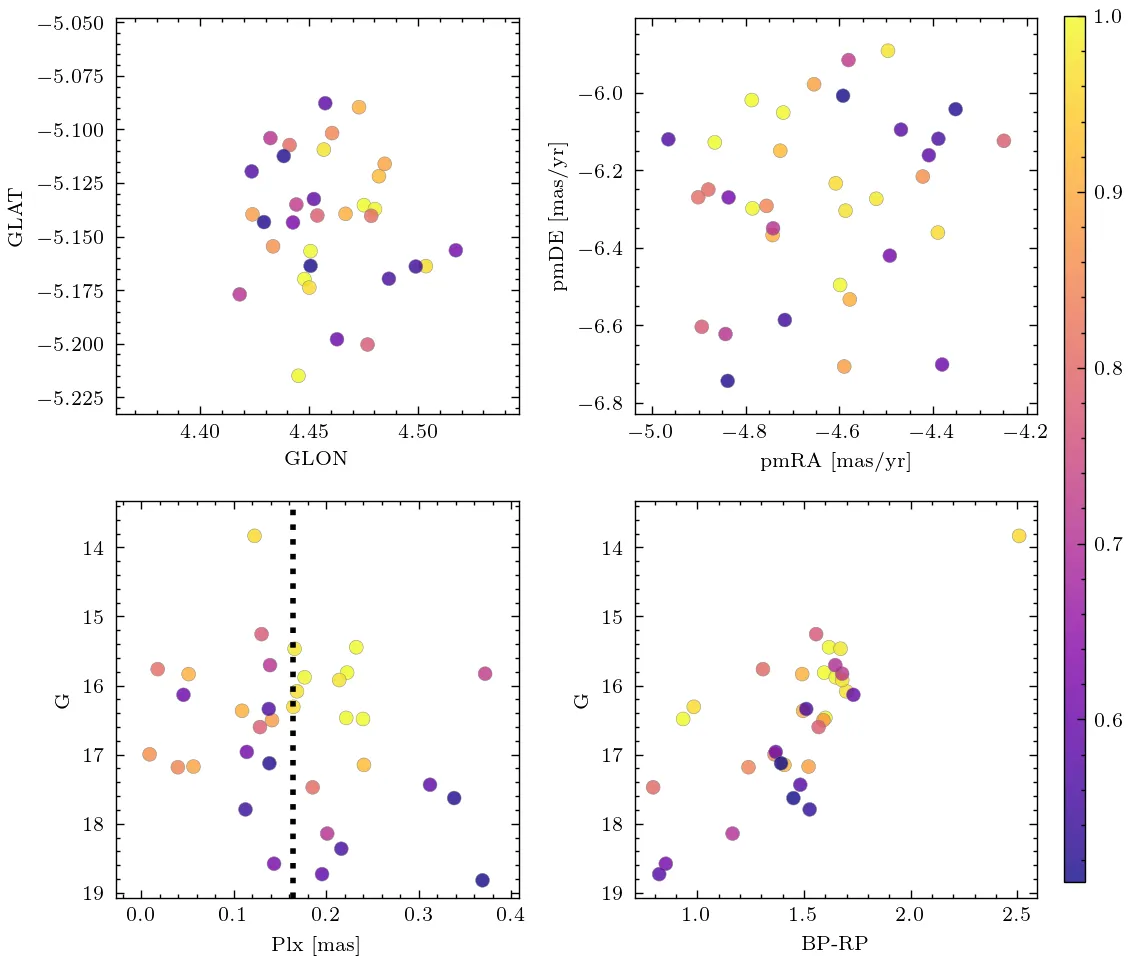 −5.050
−5.075
−5.100
−5.125
−5.150
−5.175
−5.200
−5.225
GLAT
4.40 4.45 4.50
GLON
−6.0
−6.2
−6.4
−6.6
−6.8
pmDE [mas/yr]
−5.0 −4.8 −4.6 −4.4 −4.2
pmRA [mas/yr]
1.0
0.9
0.8
0.7
0.6
14
15
16
17
18
19
G
0.0 0.1 0.2 0.3 0.4
Plx [mas]
14
15
16
17
18
19
G
1.0 1.5 2.0 2.5
BP-RP